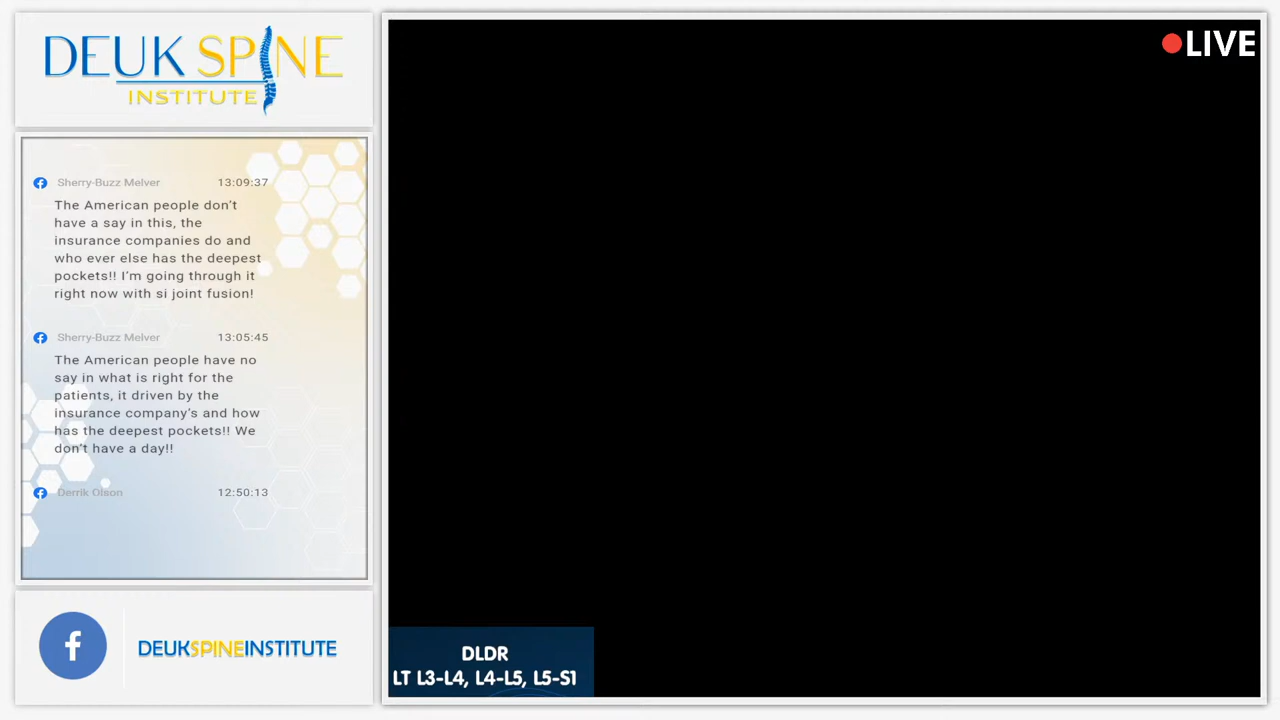 DEUK SPINE
INSTITUTE
Sherry-Buzz Melver 13:09:37
The American people don't
have a say in this, the
insurance companies do and
who ever else has the deepest
pockets!! I'm going through it
right now with si joint fusion!
Sherry-Buzz Melver 13:05:45
The American people have no
say in what is right for the
patients, it driven by the
insurance company's and how
has the deepest pockets!! We
don't have a day!!
Derrik Olson 12:50:13
f
DEUKSPINEINSTITUTE
LIVE
DLDR
LT L3-L4, L4-L5, L5-S1